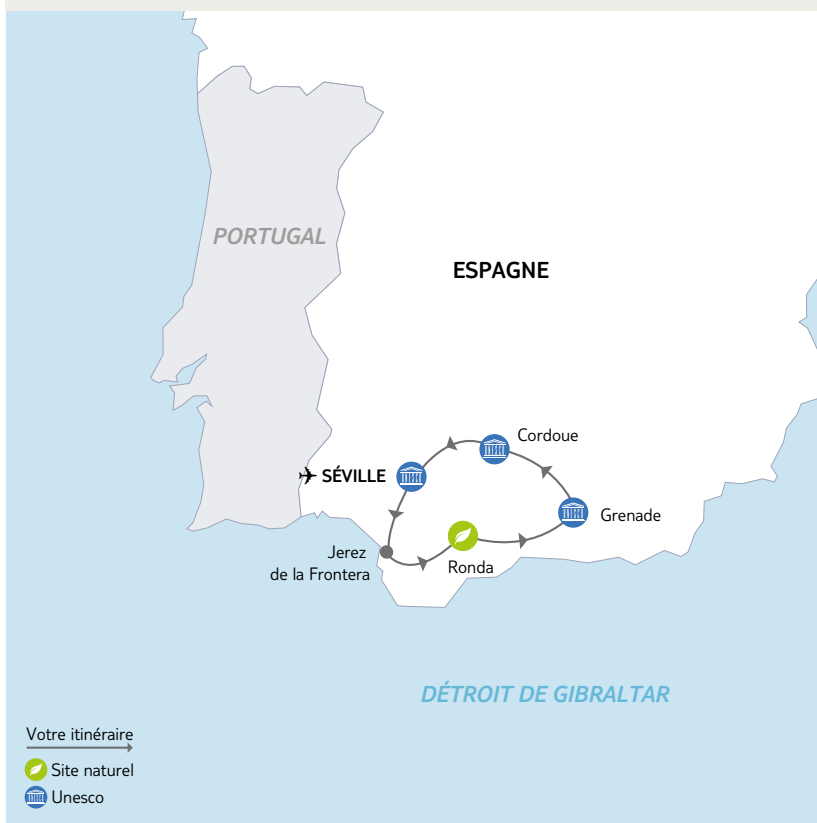 PORTUGAL
ESPAGNE
Cordoue
SÉVILLE
Grenade
Jerez
de la Frontera
Ronda
DÉTROIT DE GIBRALTAR
Votre itinéraire
Site naturel
Unesco